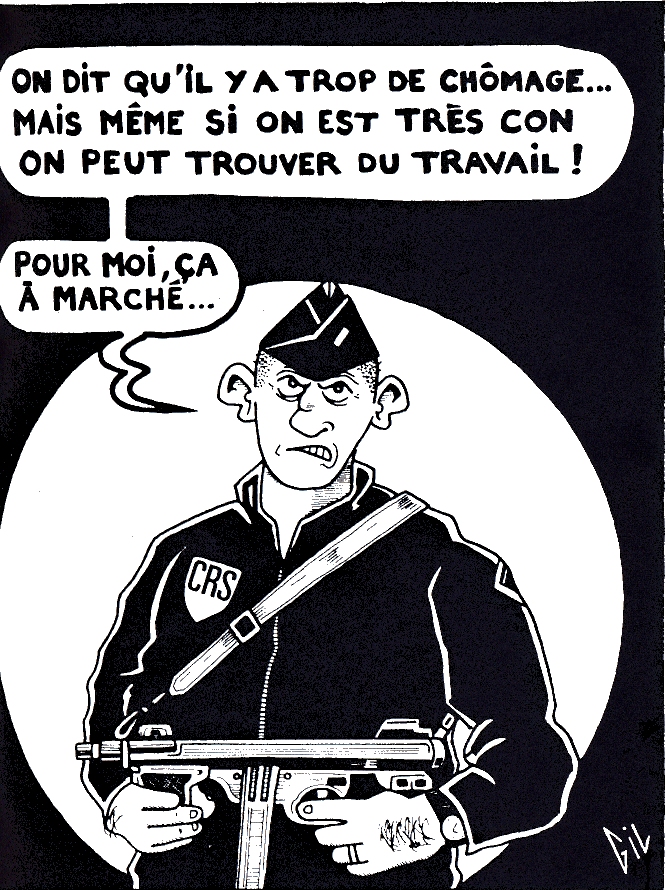 ON DIT QU'IL Y A TROP DE CHÔMAGE...
MAIS MÊME SI ON EST TRÈS CON
ON PEUT TROUVER DU TRAVAIL !
POUR MOI, ÇA
À MARCHÉ...
CRS
GIL